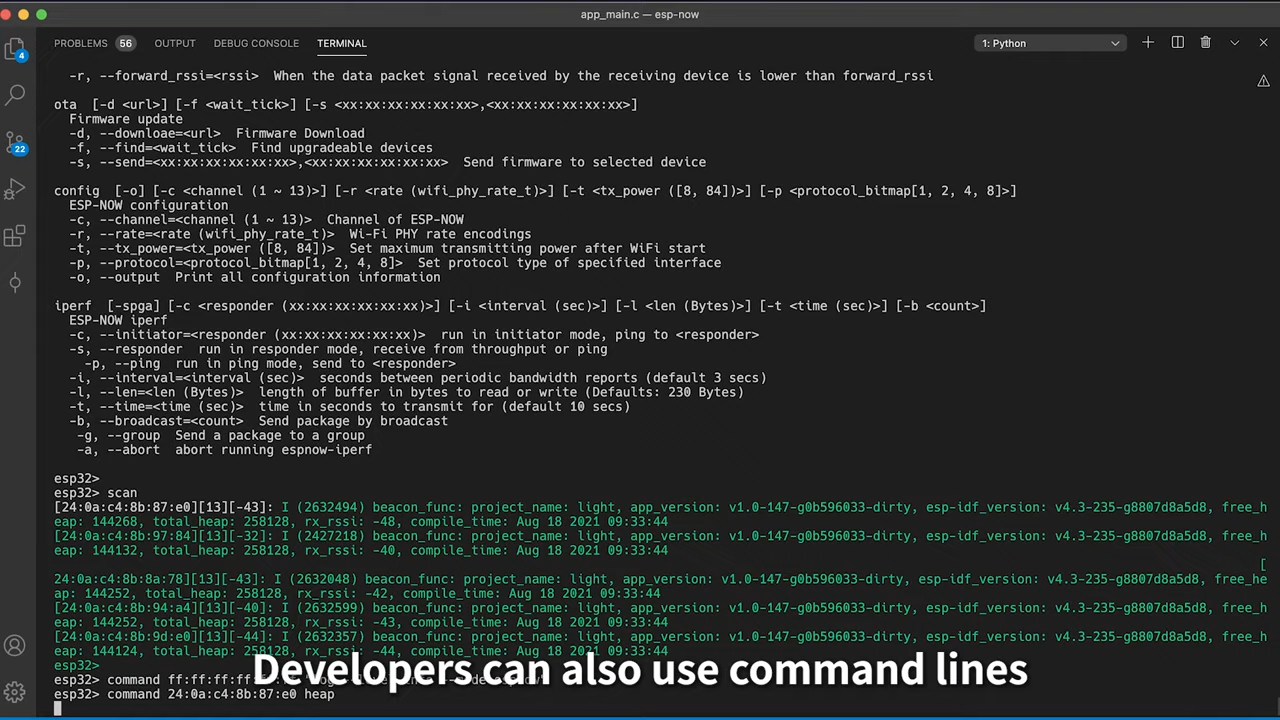 app_main.c — esp-now
PROBLEMS 56 OUTPUT DEBUG CONSOLE TERMINAL 1: Python
4
-r, --forward_rssi=<rssi> When the data packet signal received by the receiving device is lower than forward_rssi
ota [-d <url>] [-f <wait_tick>] [-s <xx:xx:xx:xx:xx:xx>,<xx:xx:xx:xx:xx:xx>]
Firmware update
-d, --downloae=<url> Firmware Download
-f, --find=<wait_tick> Find upgradeable devices
22
-s, --send=<xx:xx:xx:xx:xx:xx>,<xx:xx:xx:xx:xx:xx> Send firmware to selected device
config [-o] [-c <channel (1 ~ 13)>] [-r <rate (wifi_phy_rate_t)>] [-t <tx_power ([8, 84])>] [-p <protocol_bitmap[1, 2, 4, 8]>]
ESP-NOW configuration
-c, --channel=<channel (1 ~ 13)> Channel of ESP-NOW
-r, --rate=<rate (wifi_phy_rate_t)> Wi-Fi PHY rate encodings
-t, --tx_power=<tx_power ([8, 84])> Set maximum transmitting power after WiFi start
-p, --protocol=<protocol_bitmap[1, 2, 4, 8]> Set protocol type of specified interface
-o, --output Print all configuration information
iperf [-spga] [-c <responder (xx:xx:xx:xx:xx:xx)>] [-i <interval (sec)>] [-l <len (Bytes)>] [-t <time (sec)>] [-b <count>]
ESP-NOW iperf
-c, --initiator=<responder (xx:xx:xx:xx:xx:xx)> run in initiator mode, ping to <responder>
-s, --responder run in responder mode, receive from throughput or ping
-p, --ping run in ping mode, send to <responder>
-i, --interval=<interval (sec)> seconds between periodic bandwidth reports (default 3 secs)
-l, --len=<len (Bytes)> length of buffer in bytes to read or write (Defaults: 230 Bytes)
-t, --time=<time (sec)> time in seconds to transmit for (default 10 secs)
-b, --broadcast=<count> Send package by broadcast
-g, --group Send a package to a group
-a, --abort abort running espnow-iperf
esp32>
esp32> scan
[24:0a:c4:8b:87:e0][13][-43]: I (2632494) beacon_func: project_name: light, app_version: v1.0-147-g0b596033-dirty, esp-idf_version: v4.3-235-g8807d8a5d8, free_h
eap: 144268, total_heap: 258128, rx_rssi: -48, compile_time: Aug 18 2021 09:33:44
[24:0a:c4:8b:97:84][13][-32]: I (2427218) beacon_func: project_name: light, app_version: v1.0-147-g0b596033-dirty, esp-idf_version: v4.3-235-g8807d8a5d8, free_h
eap: 144132, total_heap: 258128, rx_rssi: -40, compile_time: Aug 18 2021 09:33:44
[
24:0a:c4:8b:8a:78][13][-43]: I (2632048) beacon_func: project_name: light, app_version: v1.0-147-g0b596033-dirty, esp-idf_version: v4.3-235-g8807d8a5d8, free_he
ap: 144252, total_heap: 258128, rx_rssi: -42, compile_time: Aug 18 2021 09:33:44
[24:0a:c4:8b:94:a4][13][-40]: I (2632599) beacon_func: project_name: light, app_version: v1.0-147-g0b596033-dirty, esp-idf_version: v4.3-235-g8807d8a5d8, free_h
eap: 144252, total_heap: 258128, rx_rssi: -43, compile_time: Aug 18 2021 09:33:44
[24:0a:c4:8b:9d:e0][13][-44]: I (2632357) beacon_func: project_name: light, app_version: v1.0-147-g0b596033-dirty, esp-idf_version: v4.3-235-g8807d8a5d8, free_h
eap: 144124, total_heap: 258128, rx_rssi: -44, compile_time: Aug 18 2021 09:33:44
esp32>
Developers can also use command lines
esp32> command
esp32> command 24:0a:c4:8b:87:e0 heap